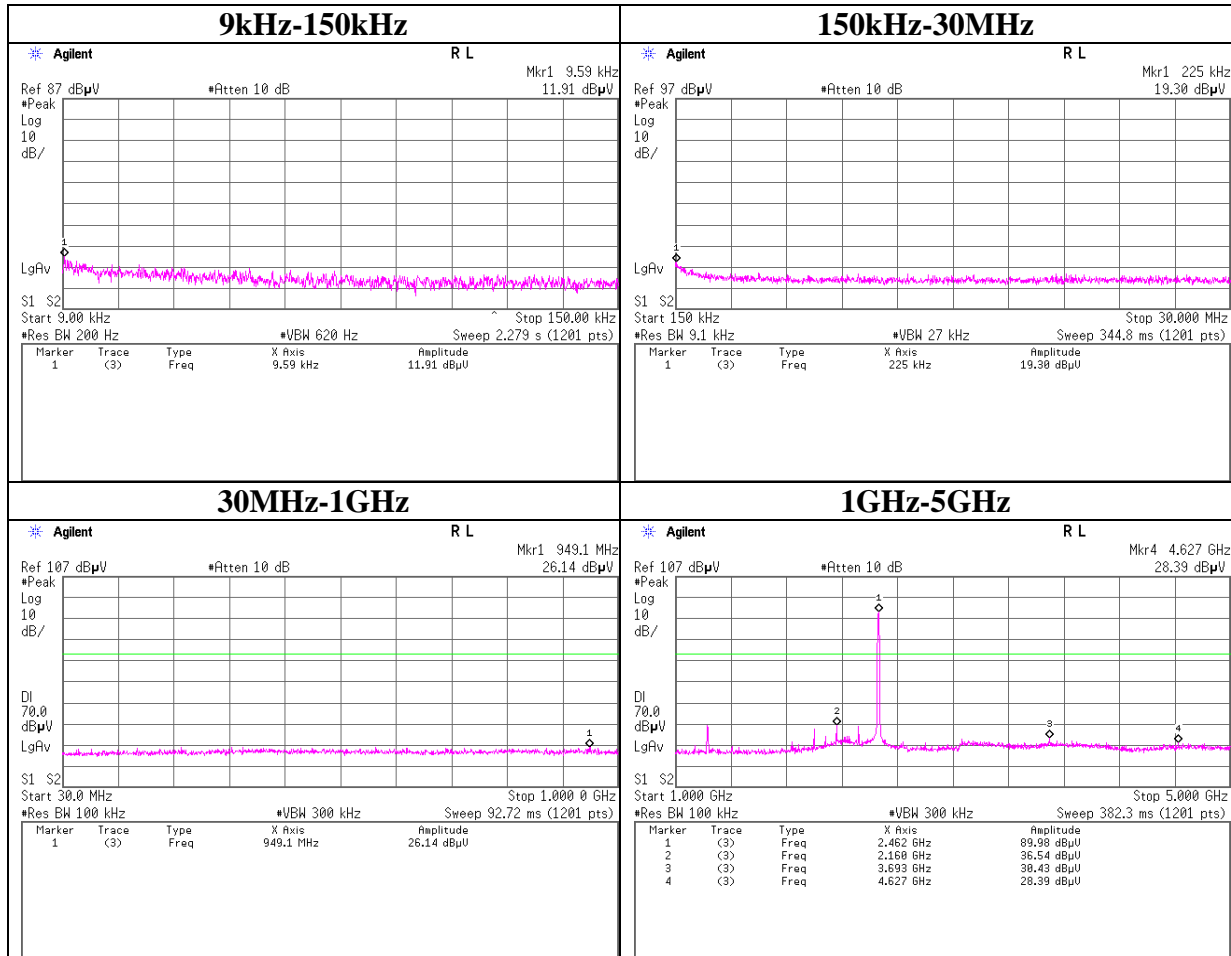 9kHz-150kHz
Agilent R L
Mkr1 9.59 kHz
Ref 87 dBµV #Atten 10 dB 11.91 dBµV
#Peak
Log
10
dB/
1
LgAv
S1 S2
Start 9.00 kHz ^ Stop 150.00 kHz
#Res BW 200 Hz #VBW 620 Hz Sweep 2.279 s (1201 pts)
Marker Trace Type X Axis Amplitude
1 (3) Freq 9.59 kHz 11.91 dBµV
150kHz-30MHz
Agilent R L
Mkr1 225 kHz
Ref 97 dBµV #Atten 10 dB 19.30 dBµV
#Peak
Log
10
dB/
1
LgAv
S1 S2
Start 150 kHz Stop 30.000 MHz
#Res BW 9.1 kHz #VBW 27 kHz Sweep 344.8 ms (1201 pts)
Marker Trace Type X Axis Amplitude
1 (3) Freq 225 kHz 19.30 dBµV
30MHz-1GHz
Agilent R L
Mkr1 949.1 MHz
Ref 107 dBµV #Atten 10 dB 26.14 dBµV
#Peak
Log
10
dB/
DI
70.0
dBµV
1
LgAv
S1 S2
Start 30.0 MHz Stop 1.000 0 GHz
#Res BW 100 kHz #VBW 300 kHz Sweep 92.72 ms (1201 pts)
Marker Trace Type X Axis Amplitude
1 (3) Freq 949.1 MHz 26.14 dBµV
1GHz-5GHz
Agilent R L
Mkr4 4.627 GHz
Ref 107 dBµV #Atten 10 dB 28.39 dBµV
#Peak
1
Log
10
dB/
DI
70.0
2
dBµV
3
4
LgAv
S1 S2
Start 1.000 GHz Stop 5.000 GHz
#Res BW 100 kHz #VBW 300 kHz Sweep 382.3 ms (1201 pts)
Marker Trace Type X Axis Amplitude
1 (3) Freq 2.462 GHz 89.98 dBµV
2 (3) Freq 2.160 GHz 36.54 dBµV
3 (3) Freq 3.693 GHz 30.43 dBµV
4 (3) Freq 4.627 GHz 28.39 dBµV